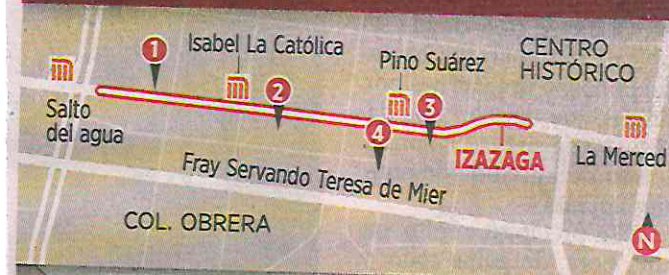 1
Isabel La Católica
Pino Suárez
CENTRO
HISTÓRICO
Salto
del agua
2
3
4
IZAZAGA
La Merced
Fray Servando Teresa de Mier
COL. OBRERA
N